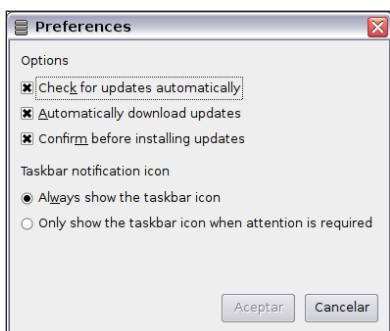 Preferences
Options
Check for updates automatically
Automatically download updates
Confirm before installing updates
Taskbar notification icon
Always show the taskbar icon
Only show the taskbar icon when attention is required
Aceptar Cancelar